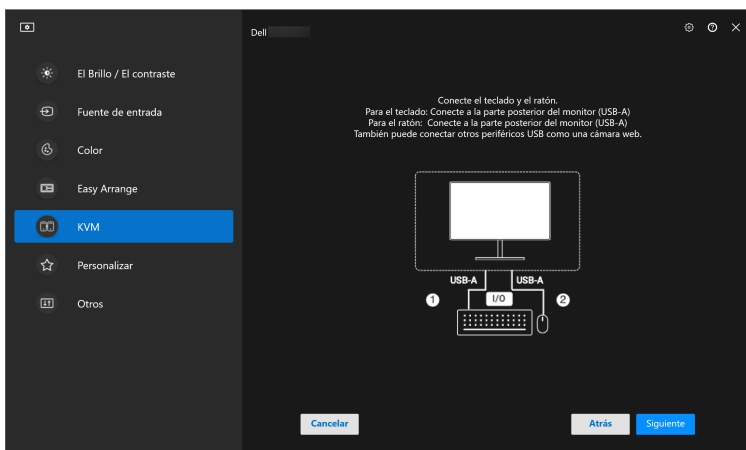 Dell
El Brillo / El contraste
Fuente de entrada
Color
Easy Arrange
KVM
Personalizar
Otros
Conecte el teclado y el ratón.
Para el teclado: Conecte a la parte posterior del monitor (USB-A)
Para el ratón: Conecte a la parte posterior del monitor (USB-A)
También puede conectar otros periféricos USB como una cámara web.
USB-A USB-A
1 I/O 2
Cancelar Atrás Siguiente